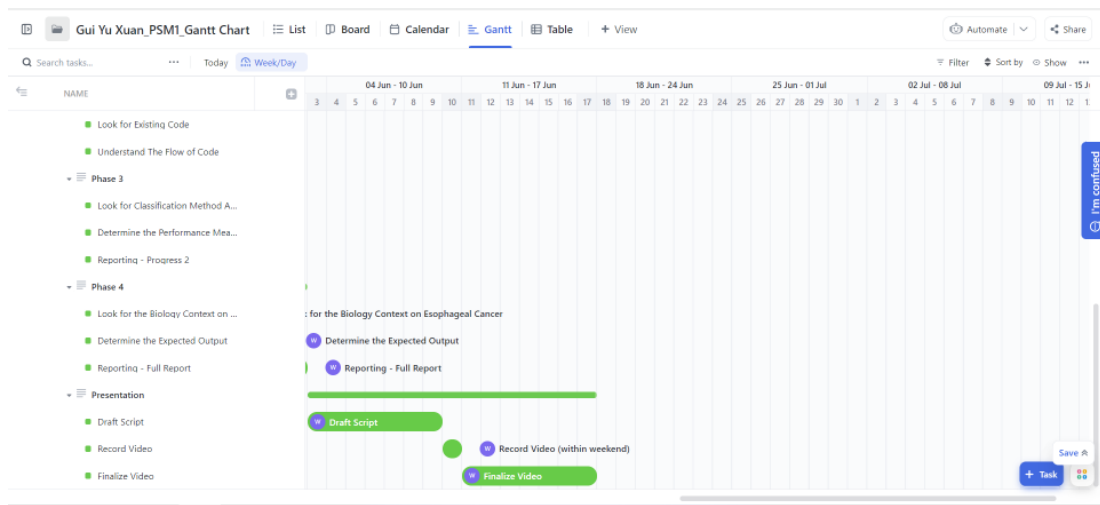 Gui Yu Xuan_PSM1_Gantt Chart List Board Calendar Gantt Table + View Automate Share
Search tasks... ... Today Week/Day Filter Sort by Show ...
04 Jun - 10 Jun 11 Jun - 17 Jun 18 Jun - 24 Jun 25 Jun - 01 Jul 02 Jul - 08 Jul 09 Jul - 15 J
NAME
3 4 5 6 7 8 9 10 11 12 13 14 15 16 17 18 19 20 21 22 23 24 25 26 27 28 29 30 1 2 3 4 5 6 7 8 9 10 11 12 1
Look for Existing Code
Understand The Flow of Code
Phase 3
Look for Classification Method A...
Determine the Performance Mea...
Reporting - Progress 2
Phase 4
Look for the Biology Context on ... : for the Biology Context on Esophageal Cancer
Determine the Expected Output W Determine the Expected Output
Reporting - Full Report W Reporting - Full Report
Presentation
Draft Script W Draft Script
Record Video W Record Video (within weekend)
Finalize Video W Finalize Video
Save
+ Task
I'm confused